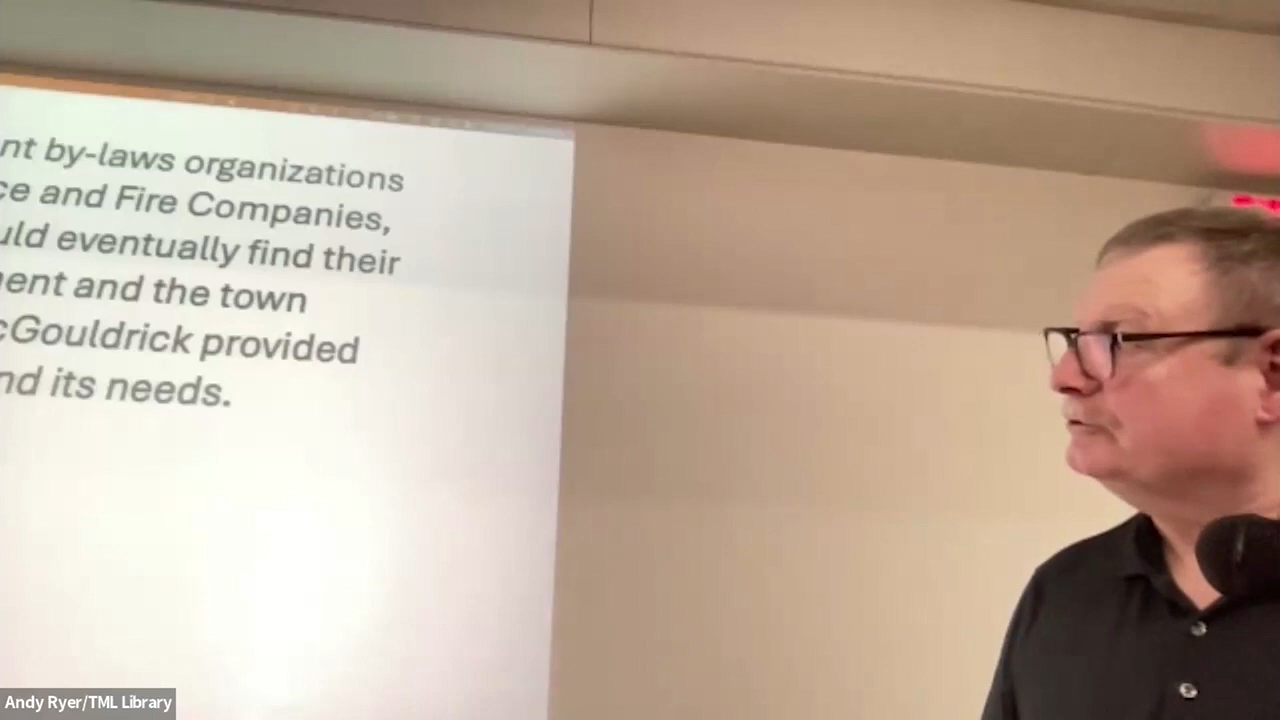 nt by-laws organizations
ce and Fire Companies,
uld eventually find their
ent and the town
cGouldrick provided
nd its needs.
Andy Ryer/TML Library